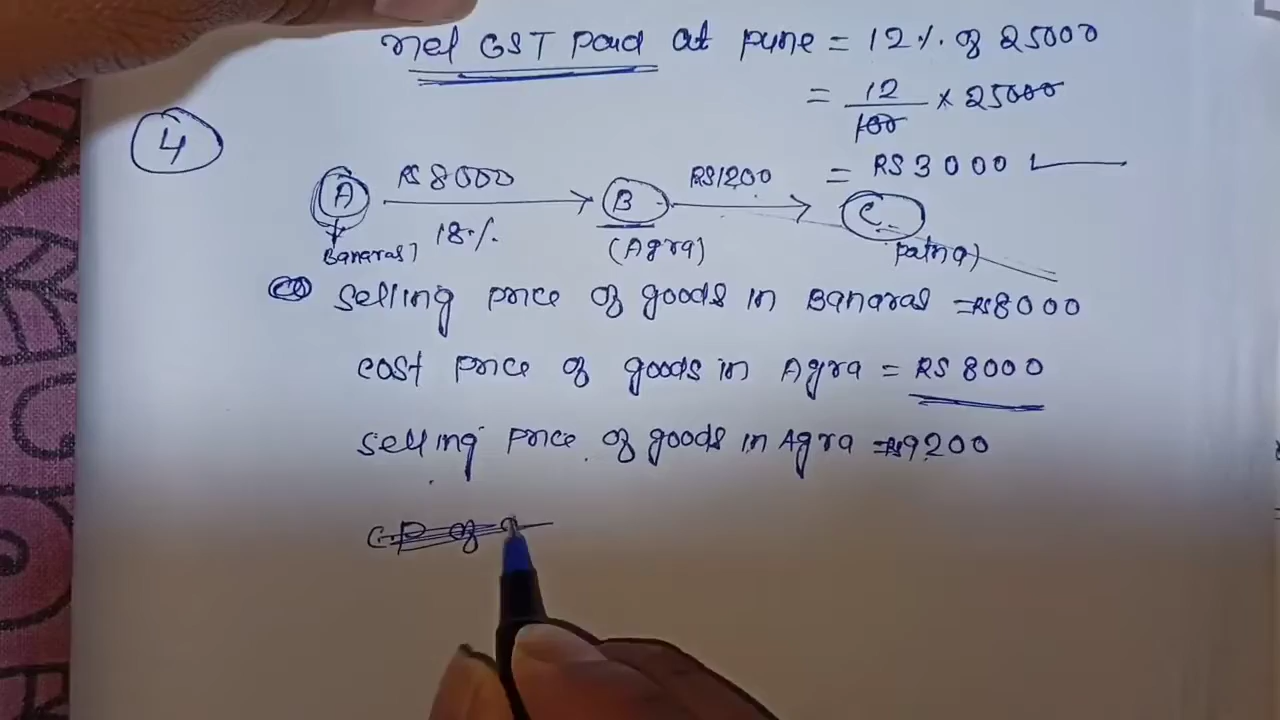 Net GST Paid at Pune = 12 %. of 25000
= 12 / 100 × 25000
= RS 3000
4
A RS 8000 B RS 1200 C
18 %.
(Banaras) (Agra) Patna)
Selling price of goods in Banaras = RS 8000
cost price of goods in Agra = RS 8000
Selling price of goods in Agra = RS 9200
C.P of